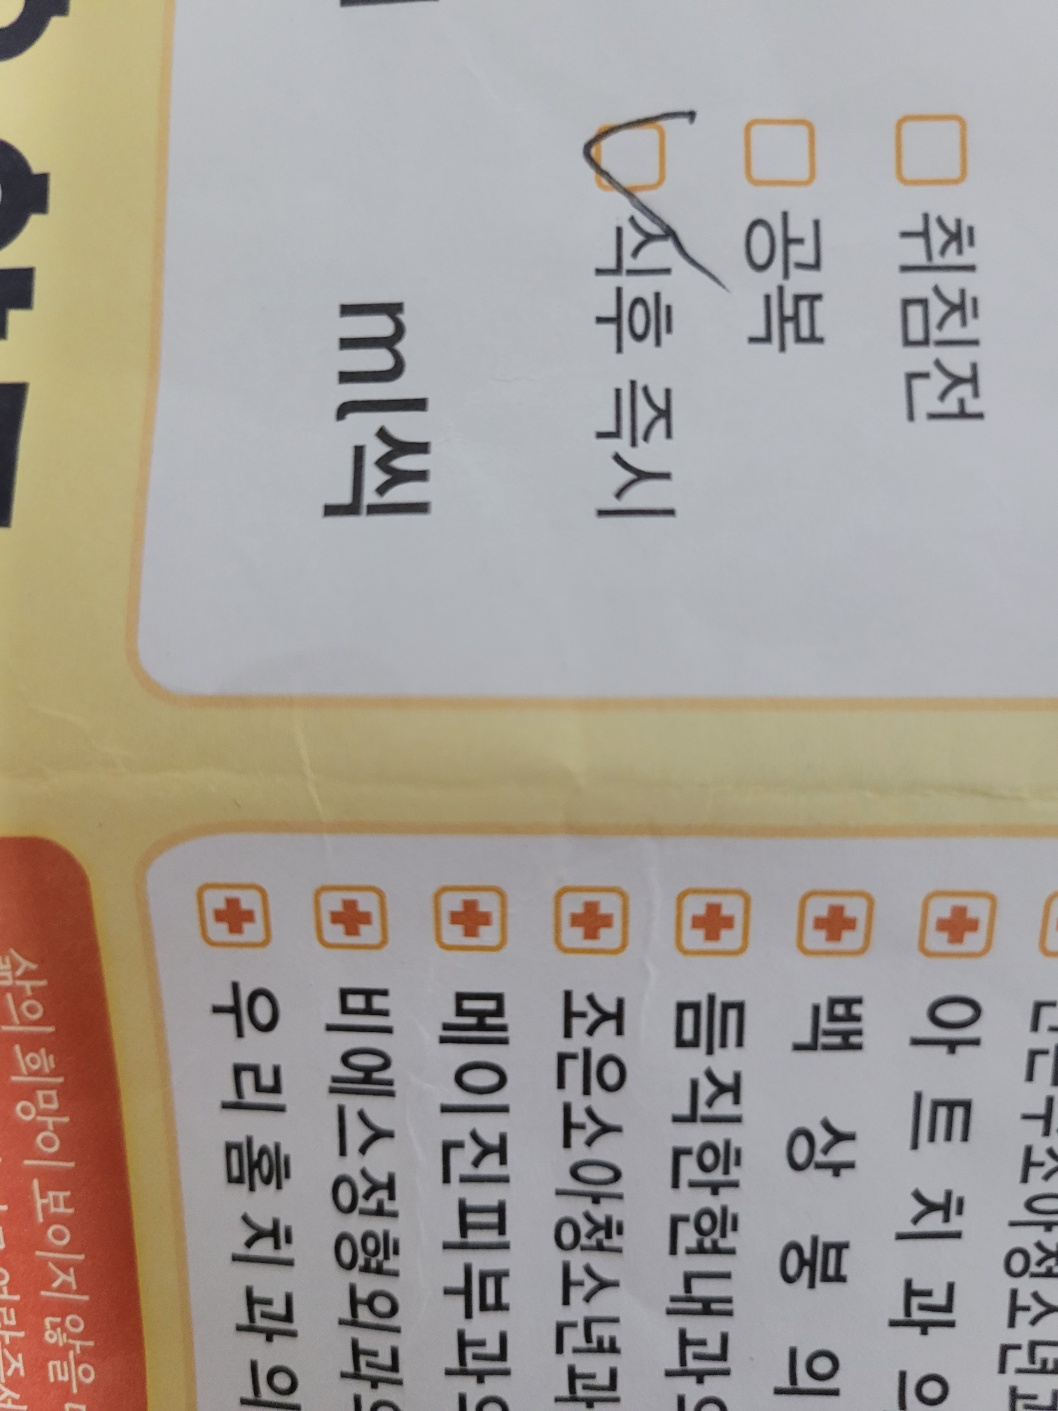 취침전
공복
식후 즉시
ml씩
아트치과의
백상봉의
듬직한현내과의
조은소아청소년과
메이진피부과의
비에스정형외과의
우리홈치과의
삶의 희망이 보이지 않을